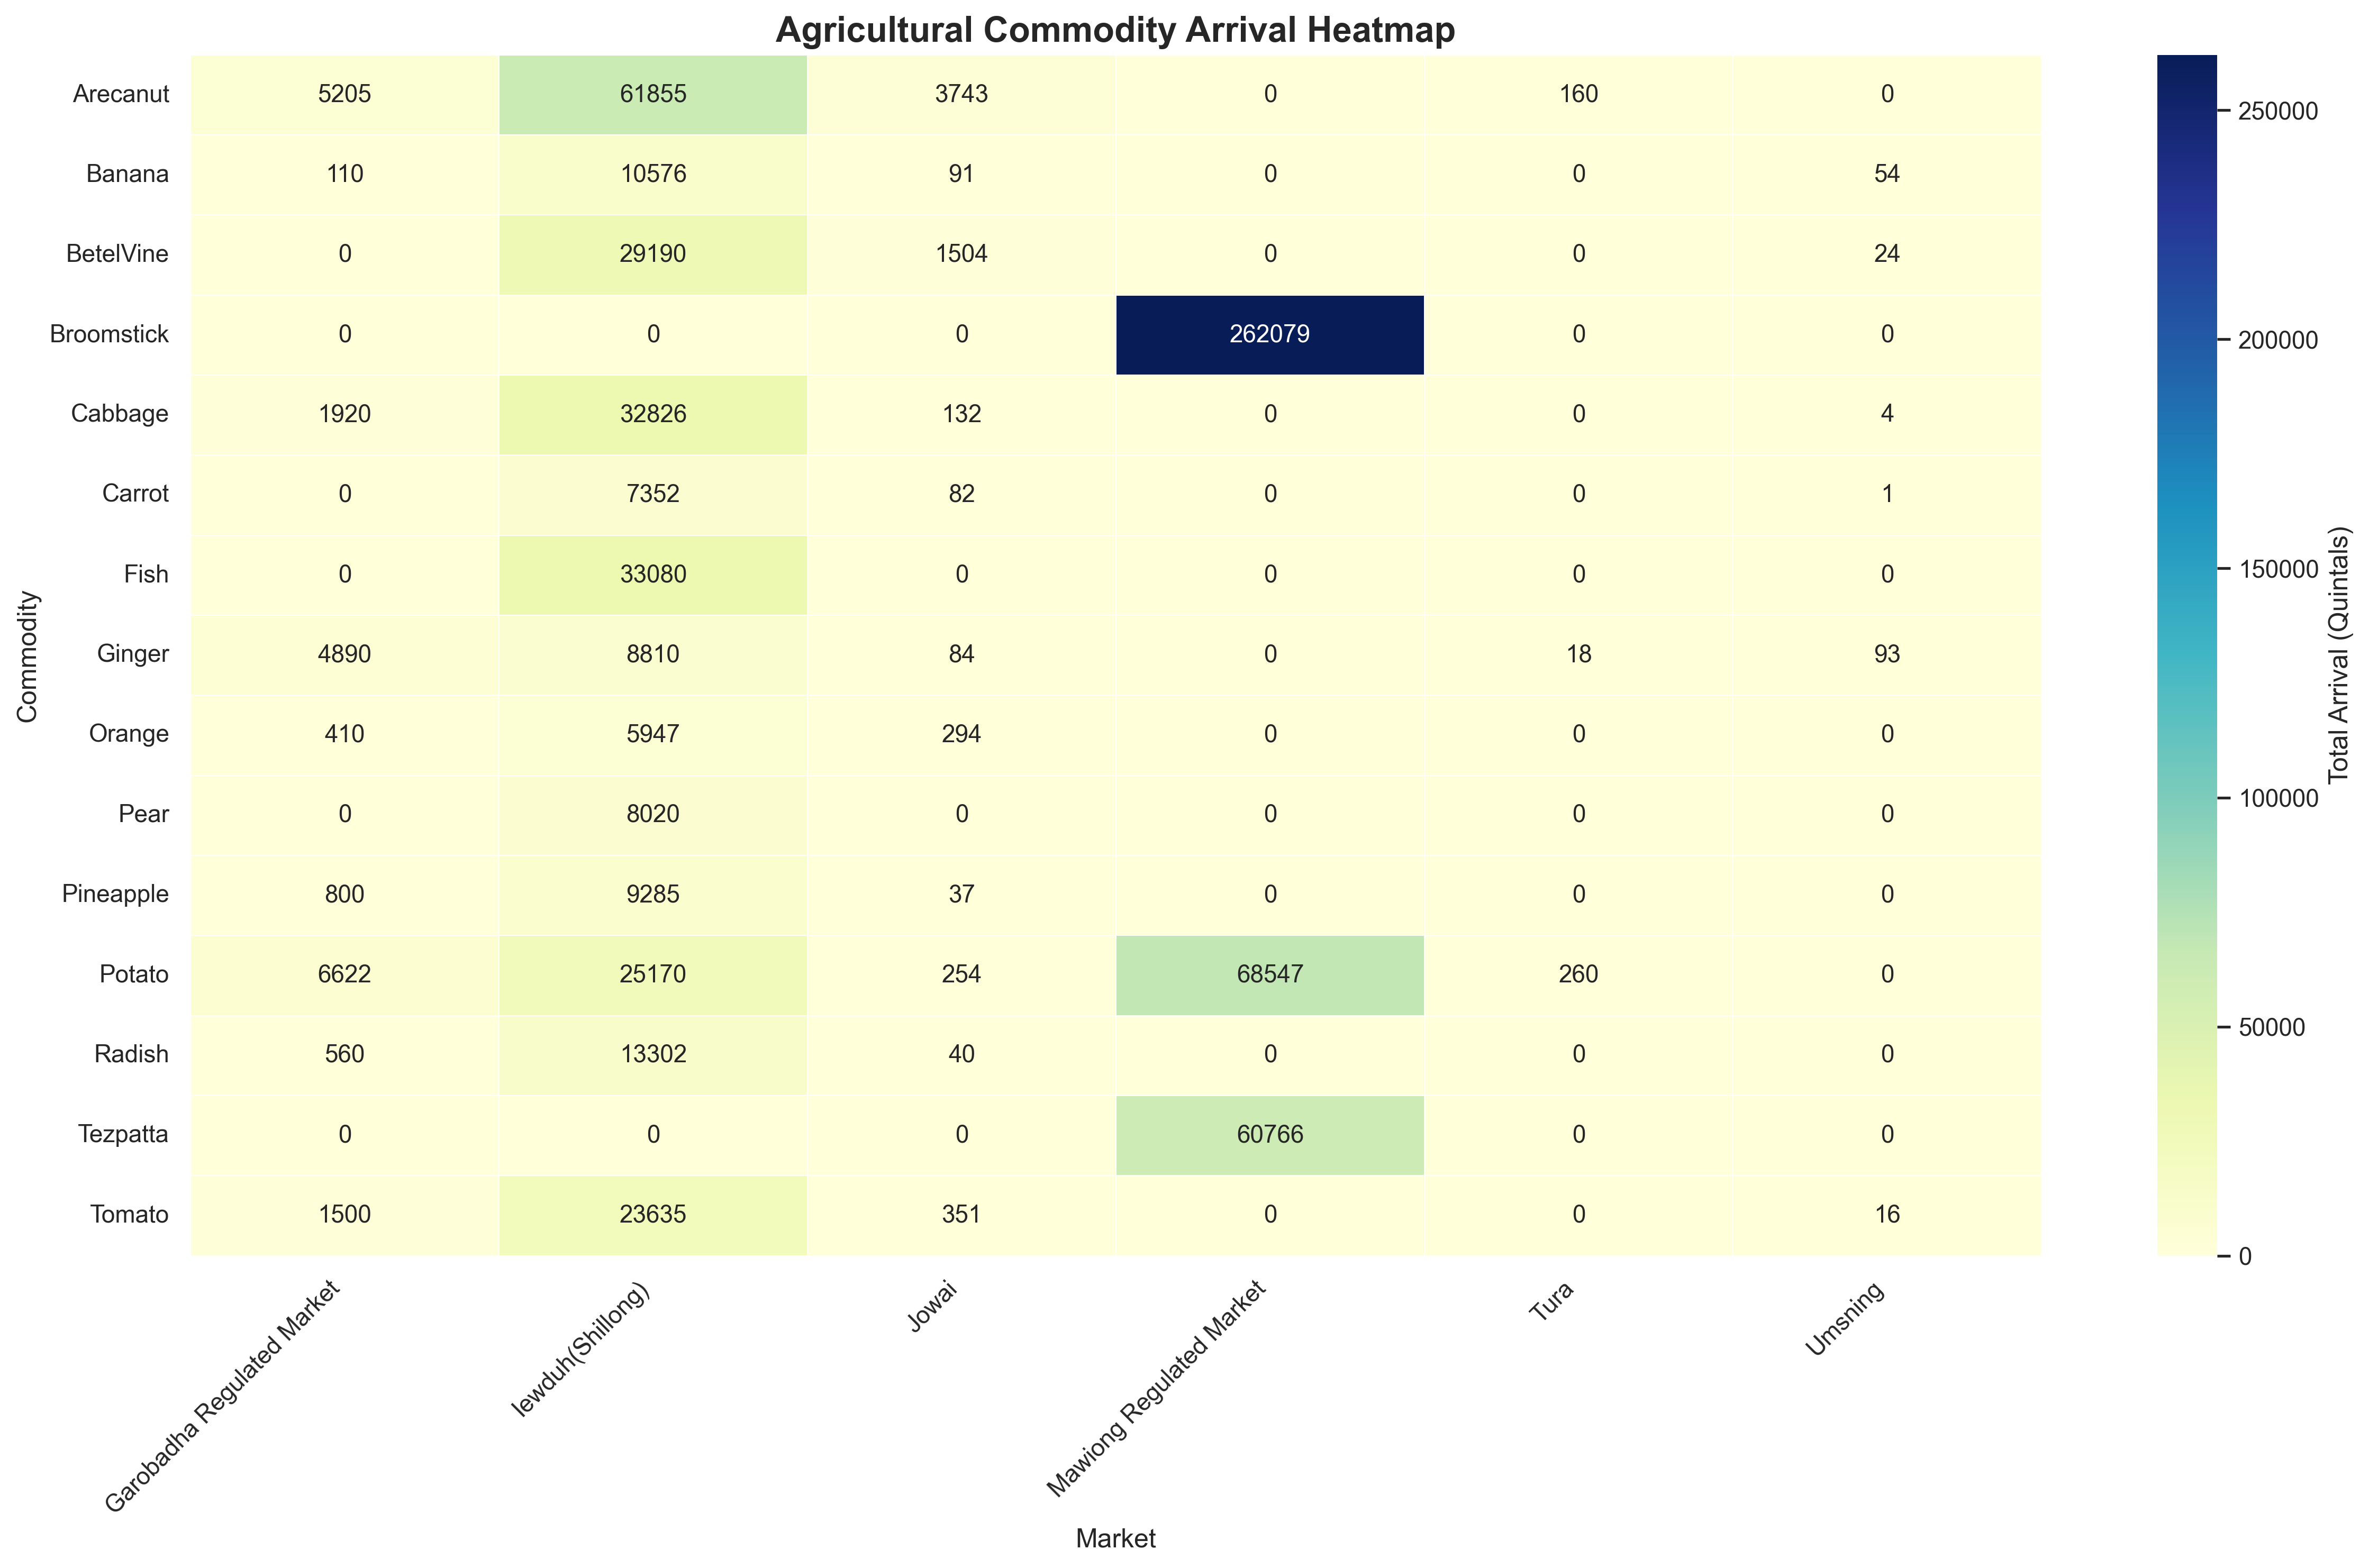 Agricultural Commodity Arrival Heatmap
Arecanut 5205 61855 3743 0 160 0
Banana 110 10576 91 0 0 54
BetelVine 0 29190 1504 0 0 24
Broomstick 0 0 0 262079 0 0
Cabbage 1920 32826 132 0 0 4
Carrot 0 7352 82 0 0 1
Fish 0 33080 0 0 0 0
Ginger 4890 8810 84 0 18 93
Orange 410 5947 294 0 0 0
Pear 0 8020 0 0 0 0
Pineapple 800 9285 37 0 0 0
Potato 6622 25170 254 68547 260 0
Radish 560 13302 40 0 0 0
Tezpatta 0 0 0 60766 0 0
Tomato 1500 23635 351 0 0 16
Commodity
Garobadha Regulated Market
Iewduh(Shillong)
Jowai
Mawiong Regulated Market
Tura
Umsning
Market
250000
200000
150000
100000
50000
0
Total Arrival (Quintals)